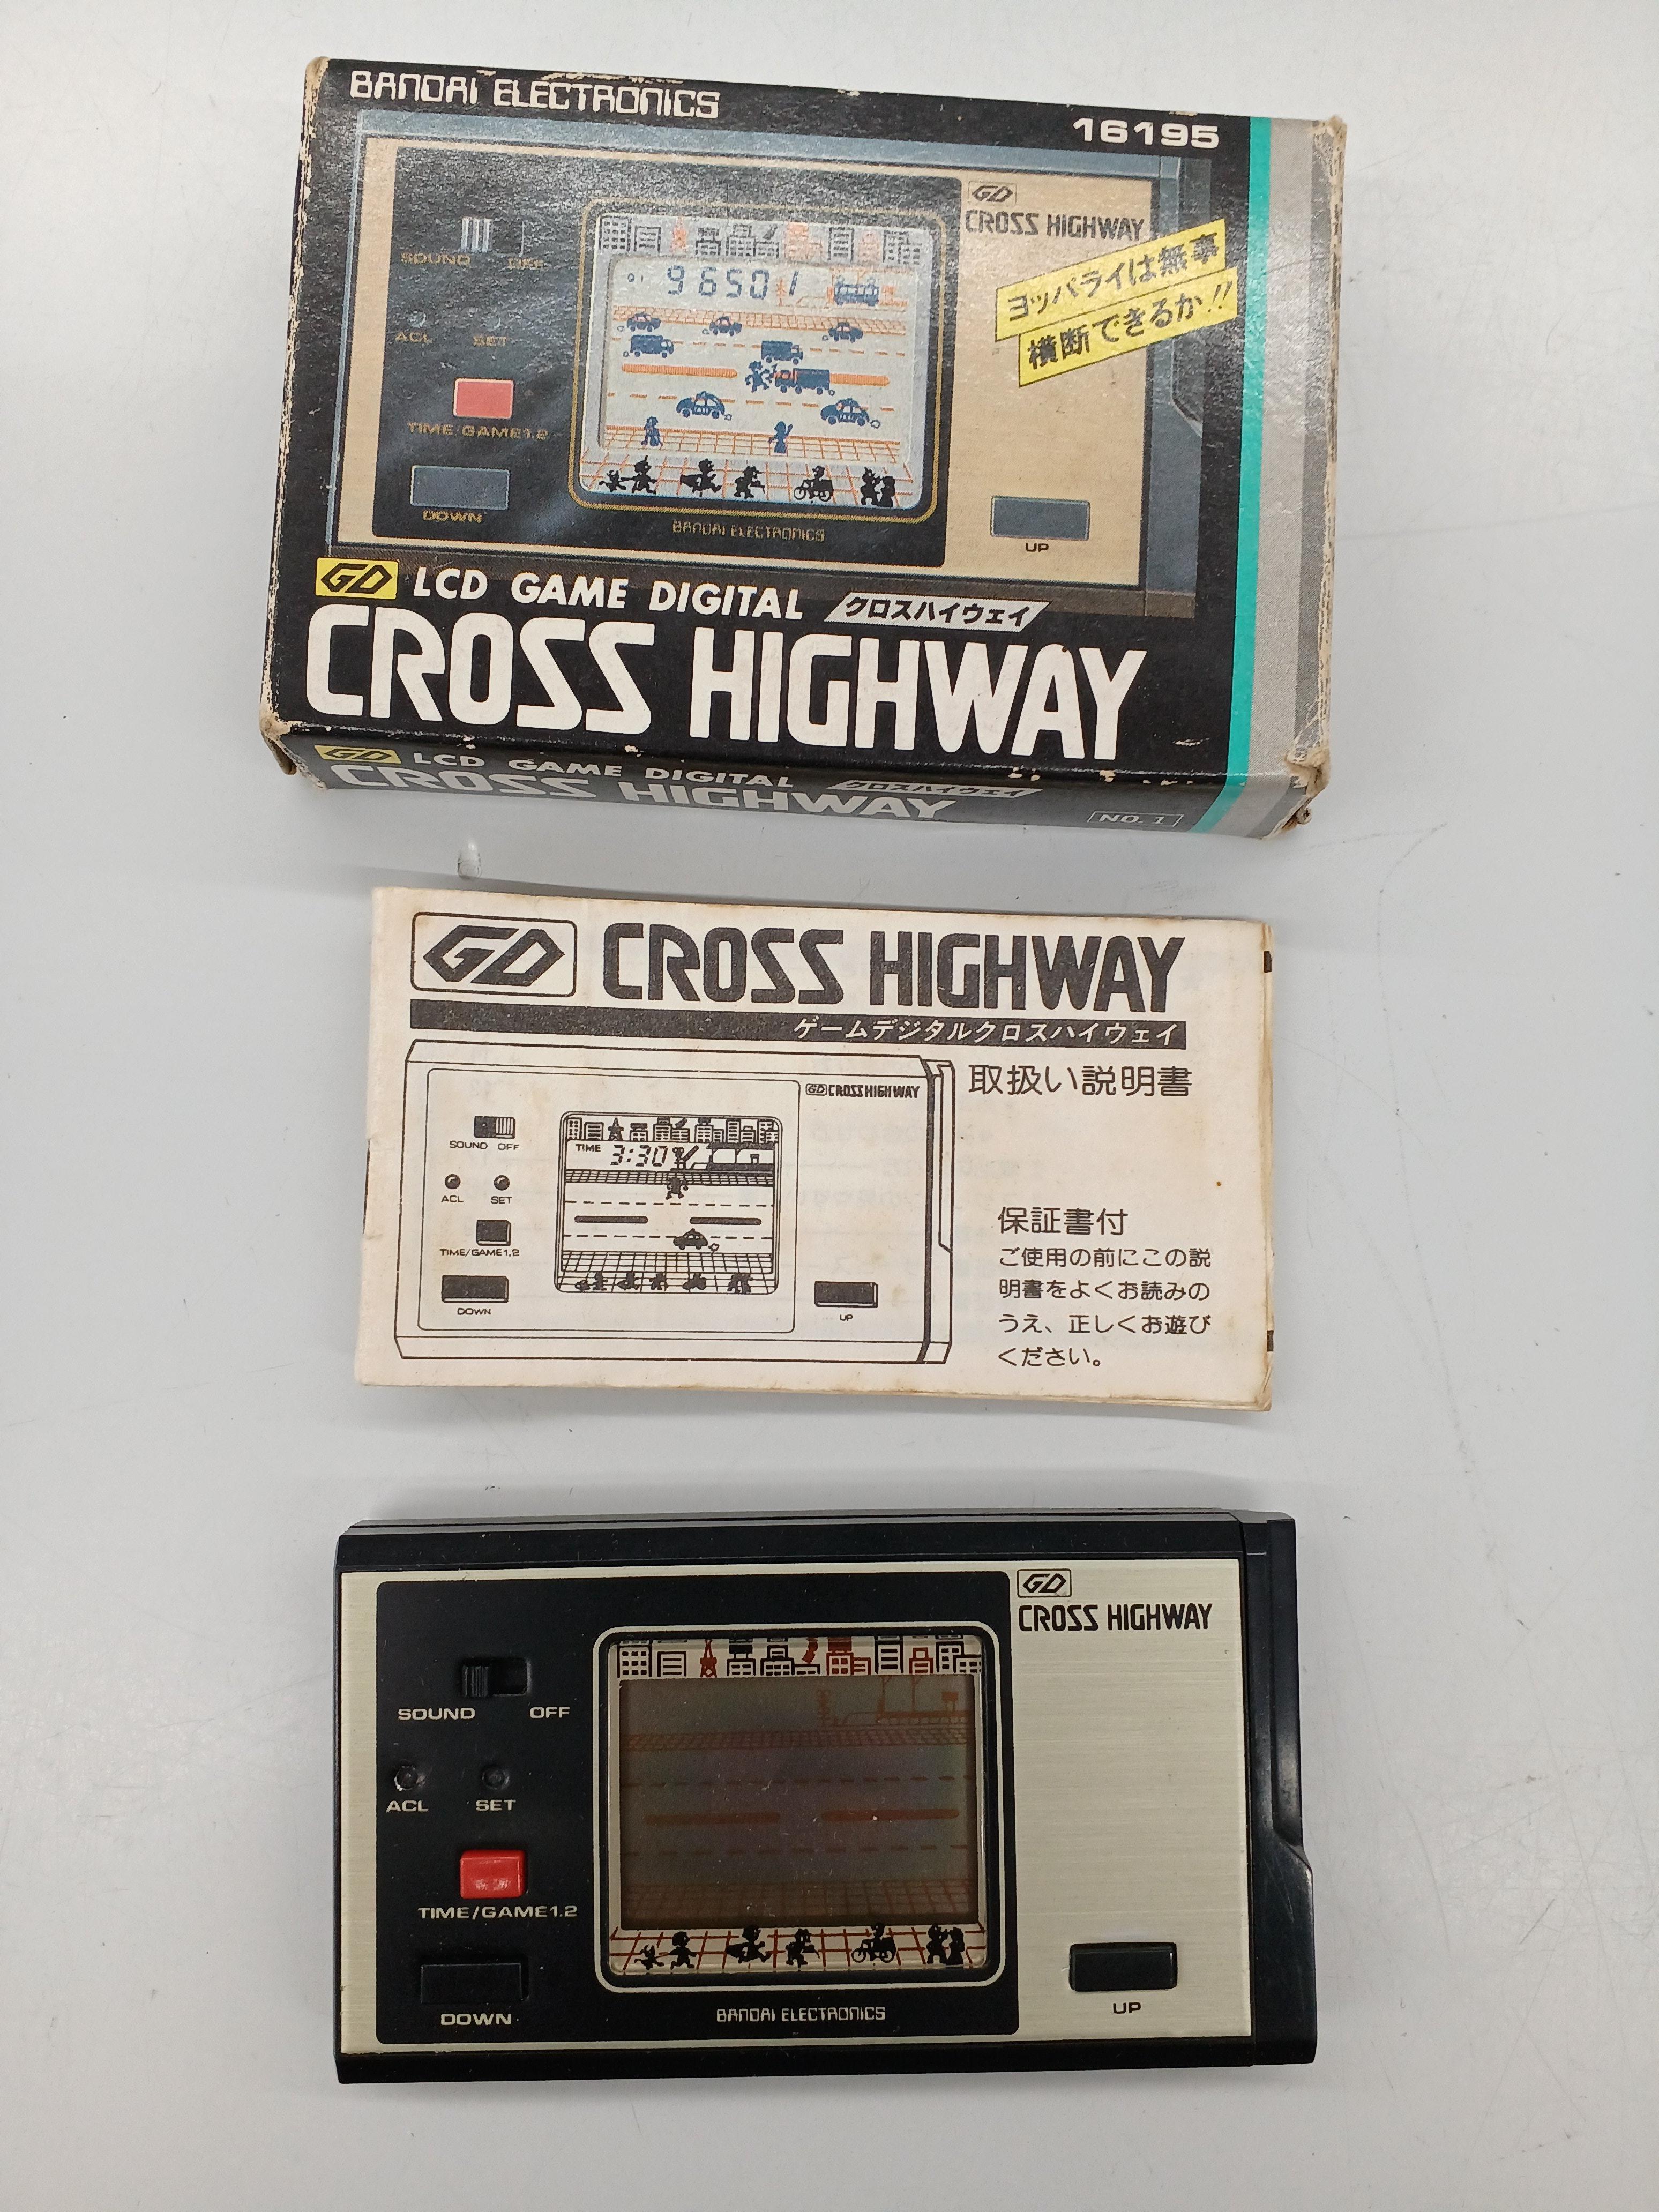 BANDAI ELECTRONICS
16195
GD
CROSS HIGHWAY
SOUND OFF
9650
ACL SET
TIME/GAME1.2
DOWN
UP
BANDAI ELECTRONICS
ヨッパライは無事
横断できるか!!
GD LCD GAME DIGITAL クロスハイウェイ
CROSS HIGHWAY
GD LCD GAME DIGITAL クロスハイウェイ
CROSS HIGHWAY
NO. 1
GD CROSS HIGHWAY
ゲームデジタルクロスハイウェイ
取扱い説明書
GD CROSS HIGHWAY
SOUND OFF
TIME 3:30
ACL SET
TIME/GAME1.2
DOWN
UP
保証書付
ご使用の前にこの説
明書をよくお読みの
うえ、正しくお遊び
ください。
GD
CROSS HIGHWAY
SOUND OFF
ACL SET
TIME/GAME1.2
DOWN
UP
BANDAI ELECTRONICS